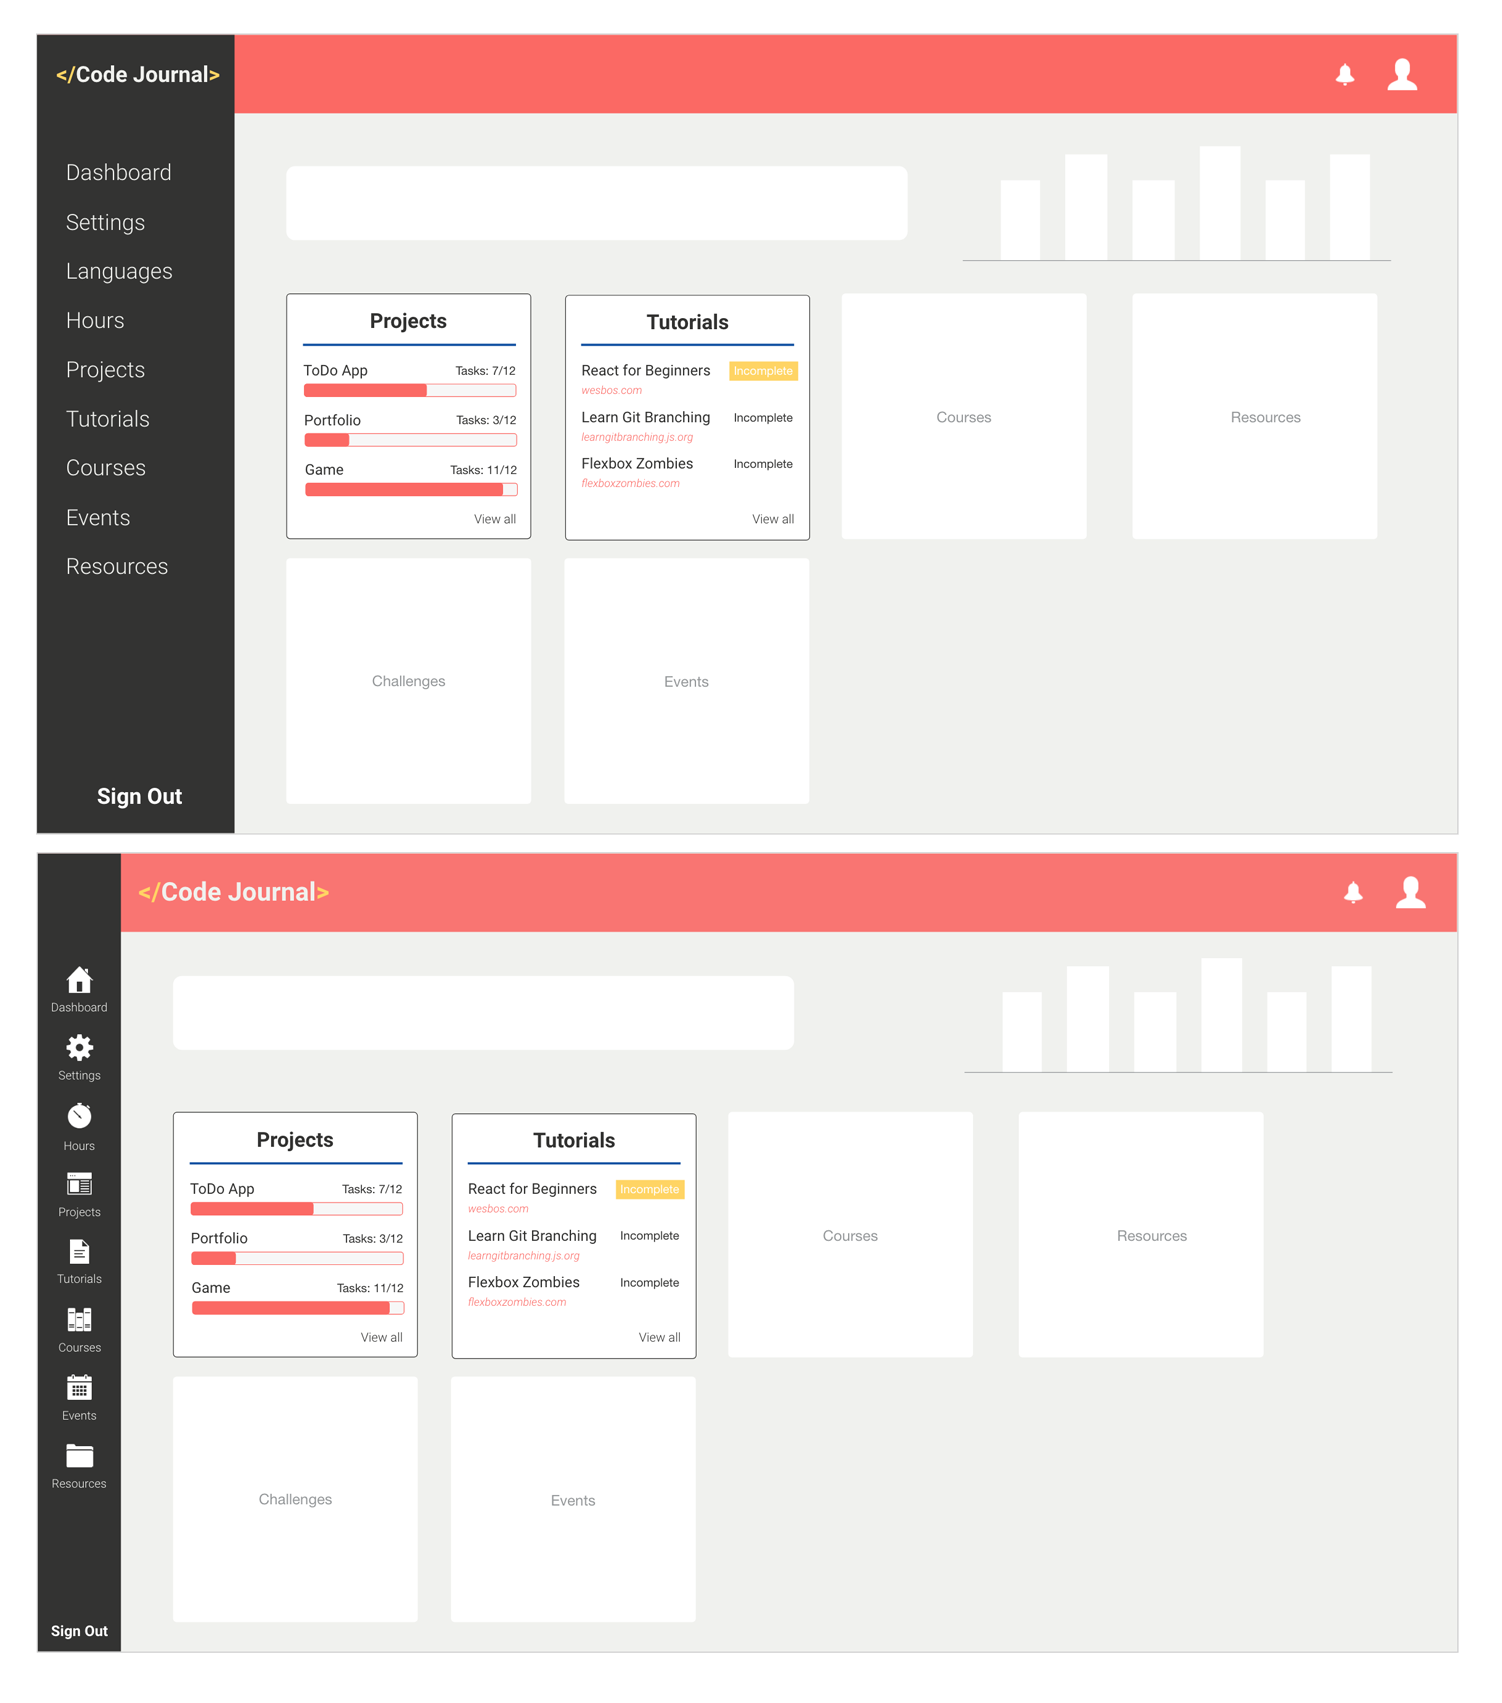 </Code Journal>
Dashboard
Settings
Languages
Hours
Projects
Tutorials
Courses
Events
Resources
Sign Out
Projects
ToDo App Tasks: 7/12
Portfolio Tasks: 3/12
Game Tasks: 11/12
View all
Tutorials
React for Beginners Incomplete
wesbos.com
Learn Git Branching Incomplete
learngitbranching.js.org
Flexbox Zombies Incomplete
flexboxzombies.com
View all
Courses
Resources
Challenges
Events
</Code Journal>
Dashboard
Settings
Hours
Projects
Tutorials
Courses
Events
Resources
Sign Out
Projects
ToDo App Tasks: 7/12
Portfolio Tasks: 3/12
Game Tasks: 11/12
View all
Tutorials
React for Beginners Incomplete
wesbos.com
Learn Git Branching Incomplete
learngitbranching.js.org
Flexbox Zombies Incomplete
flexboxzombies.com
View all
Courses
Resources
Challenges
Events